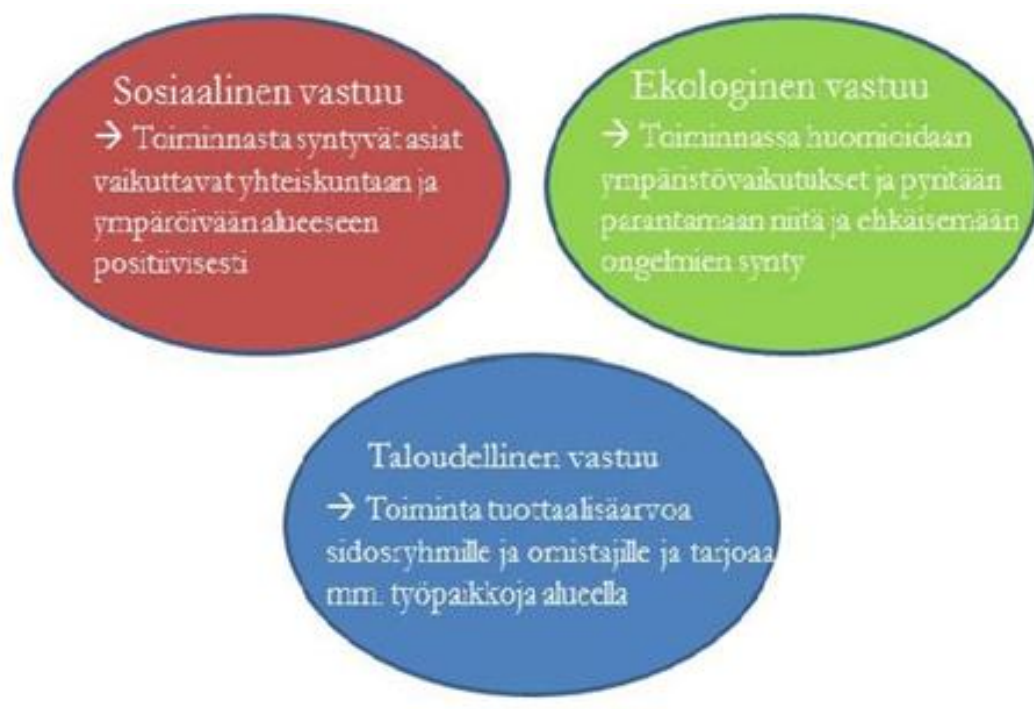 Sosiaalinen vastuu
→ Toiminnasta syntyvät asiat
vaikuttavat yhteiskuntaan ja
ympäröivään alueeseen
positiivisesti
Ekologinen vastuu
→ Toiminnassa huomioidaan
ympäristövaikutukset ja pyritään
parantamaan niitä ja ehkäisemään
ongelmien synty
Taloudellinen vastuu
→ Toiminta tuottaa lisäarvoa
sidosryhmille ja omistajille ja tarjoaa
mm. työpaikkoja alueella